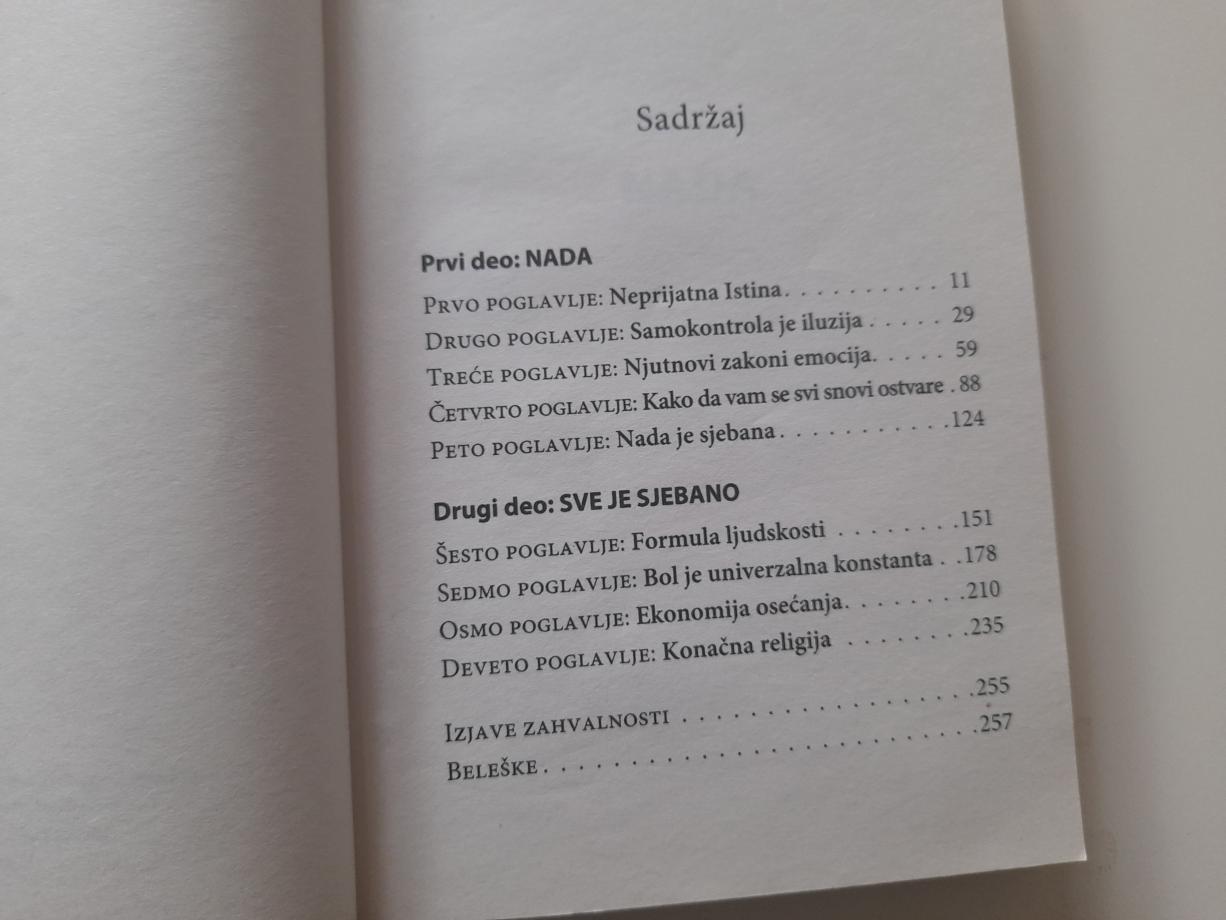 Sadržaj
Prvi deo: NADA
PRVO POGLAVLJE: Neprijatna Istina. . . . . . . . . . . 11
DRUGO POGLAVLJE: Samokontrola je iluzija . . . . . 29
TREĆE POGLAVLJE: Njutnovi zakoni emocija. . . . . 59
ČETVRTO POGLAVLJE: Kako da vam se svi snovi ostvare . 88
PETO POGLAVLJE: Nada je sjebana . . . . . . . . . . . .124
Drugi deo: SVE JE SJEBANO
ŠESTO POGLAVLJE: Formula ljudskosti . . . . . . . .151
SEDMO POGLAVLJE: Bol je univerzalna konstanta . .178
OSMO POGLAVLJE: Ekonomija osećanja. . . . . . . .210
DEVETO POGLAVLJE: Konačna religija . . . . . . . .235
IZJAVE ZAHVALNOSTI . . . . . . . . . . . . . . . . . .255
BELEŠKE . . . . . . . . . . . . . . . . . . . . . . . . . .257